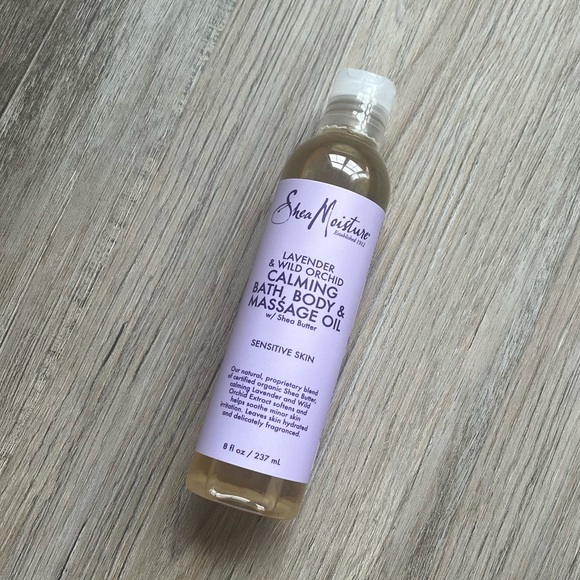 SheaMoisture
Established 1912
LAVENDER
& WILD ORCHID
CALMING
BATH, BODY &
MASSAGE OIL
w/ Shea Butter
SENSITIVE SKIN
Our natural, proprietary blend
of certified organic Shea Butter,
calming Lavender and Wild
Orchid Extract softens and
helps soothe minor skin
irritation. Leaves skin hydrated
and delicately fragranced.
8 fl oz / 237 mL